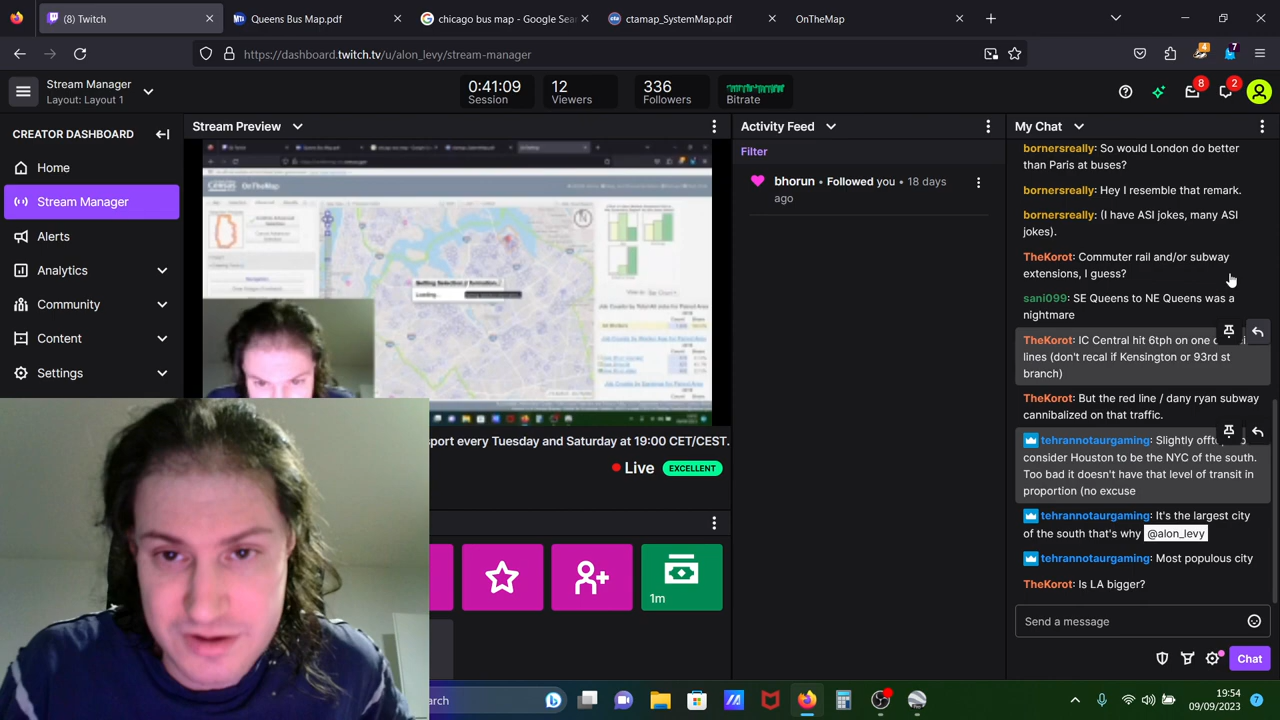 (8) Twitch
Queens Bus Map.pdf
chicago bus map - Google Sea
ctamap_SystemMap.pdf
OnTheMap
https://dashboard.twitch.tv/u/alon_levy/stream-manager
4
7
Stream Manager
Layout: Layout 1
0:41:09
Session
12
Viewers
336
Followers
Bitrate
8
2
CREATOR DASHBOARD
Home
Stream Manager
Alerts
Analytics
Community
Content
Settings
Stream Preview
OnTheMap
Loading...
sport every Tuesday and Saturday at 19:00 CET/CEST.
Live
EXCELLENT
1m
Activity Feed
Filter
bhorun • Followed you
ago
My Chat
bornersreally: So would London do better
than Paris at buses?
bornersreally: Hey I resemble that remark.
bornersreally: (I have ASI jokes, many ASI
jokes).
TheKorot: commuter rail and/or subway
extensions, I guess?
sani099: SE Queens to NE Queens was a
nightmare
TheKorot: IC
lines (don't recall if kensington or 93rd st
branch)
TheKorot: But the red line / dany ryan subway
cannibalized on that traffic.
tehrannotaurgaming: Slightly
consider Houston to be the NYC of the south.
Too bad it doesn't have that level of transit in
proportion (no excuse
tehrannotaurgaming: It's the largest city
of the south that's why @alon_levy
tehrannotaurgaming: Most populous city
TheKorot: Is LA bigger?
Send a message
Chat
earch
19:54
09/09/2023
7